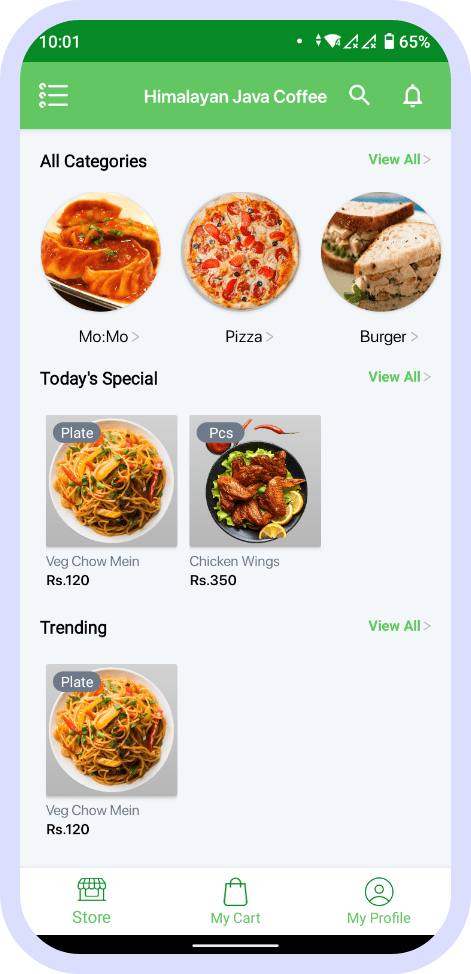 10:01 65%
Himalayan Java Coffee
All Categories View All >
Mo:Mo > Pizza > Burger >
Today's Special View All >
Plate Pcs
Veg Chow Mein Chicken Wings
Rs.120 Rs.350
Trending View All >
Plate
Veg Chow Mein
Rs.120
Store My Cart My Profile